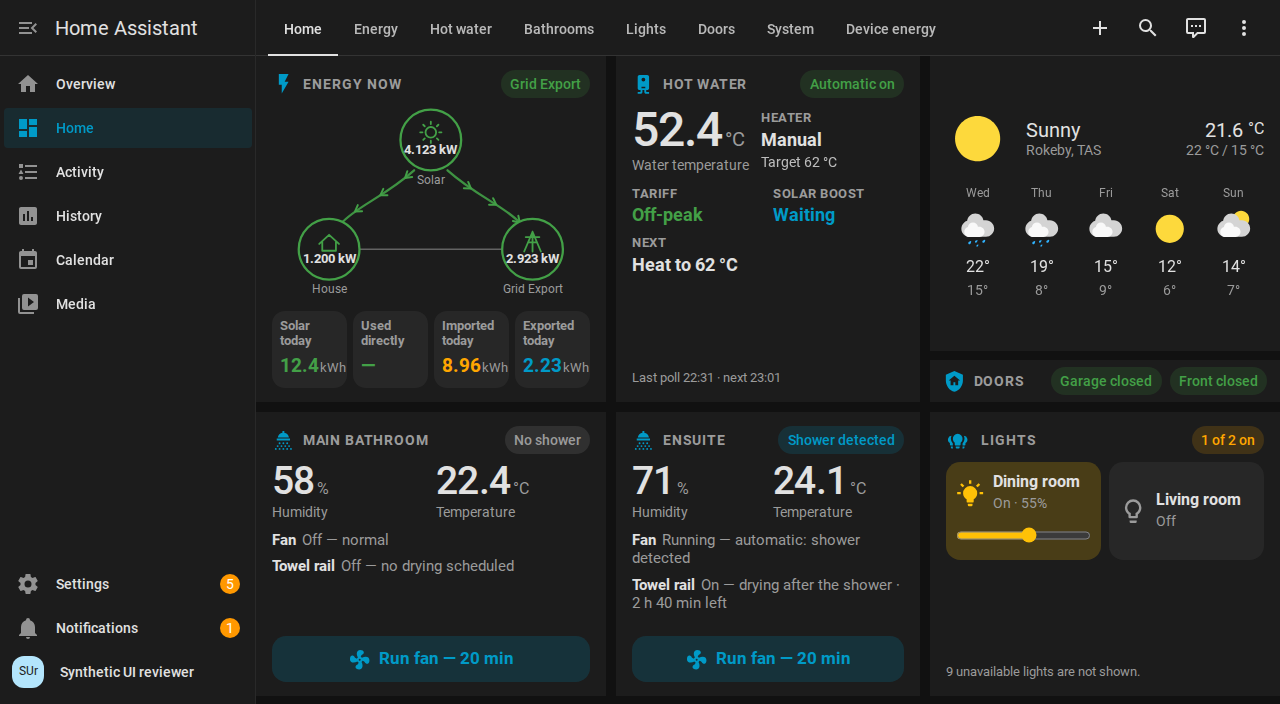 Home Assistant
Home
Energy
Hot water
Bathrooms
Lights
Doors
System
Device energy
Overview
Home
Activity
History
Calendar
Media
Settings
5
Notifications
1
SUr
Synthetic UI reviewer
ENERGY NOW
Grid Export
4.123 kW
Solar
1.200 kW
House
2.923 kW
Grid Export
Solar today
12.4 kWh
Used directly
—
Imported today
8.96 kWh
Exported today
2.23 kWh
HOT WATER
Automatic on
52.4 °C
Water temperature
HEATER
Manual
Target 62 °C
TARIFF
Off-peak
SOLAR BOOST
Waiting
NEXT
Heat to 62 °C
Last poll 22:31 · next 23:01
Sunny
Rokeby, TAS
21.6 °C
22 °C / 15 °C
Wed
Thu
Fri
Sat
Sun
22°
19°
15°
12°
14°
15°
8°
9°
6°
7°
DOORS
Garage closed
Front closed
MAIN BATHROOM
No shower
58 %
Humidity
22.4 °C
Temperature
Fan Off — normal
Towel rail Off — no drying scheduled
Run fan — 20 min
ENSUITE
Shower detected
71 %
Humidity
24.1 °C
Temperature
Fan Running — automatic: shower
detected
Towel rail On — drying after the shower ·
2 h 40 min left
Run fan — 20 min
LIGHTS
1 of 2 on
Dining room
On · 55%
Living room
Off
9 unavailable lights are not shown.